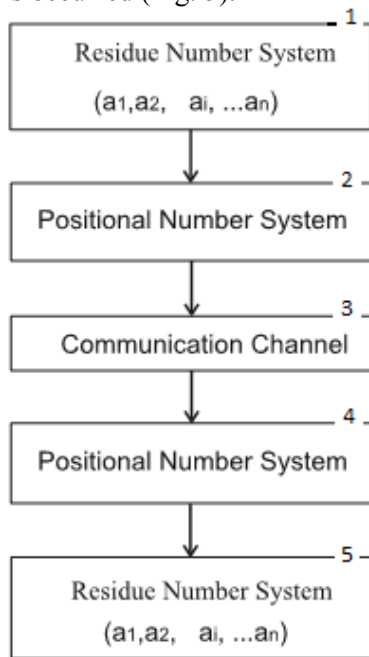 1
Residue Number System
(a1,a2, ai, ...an)
2
Positional Number System
3
Communication Channel
4
Positional Number System
5
Residue Number System
(a1,a2, ai, ...an)